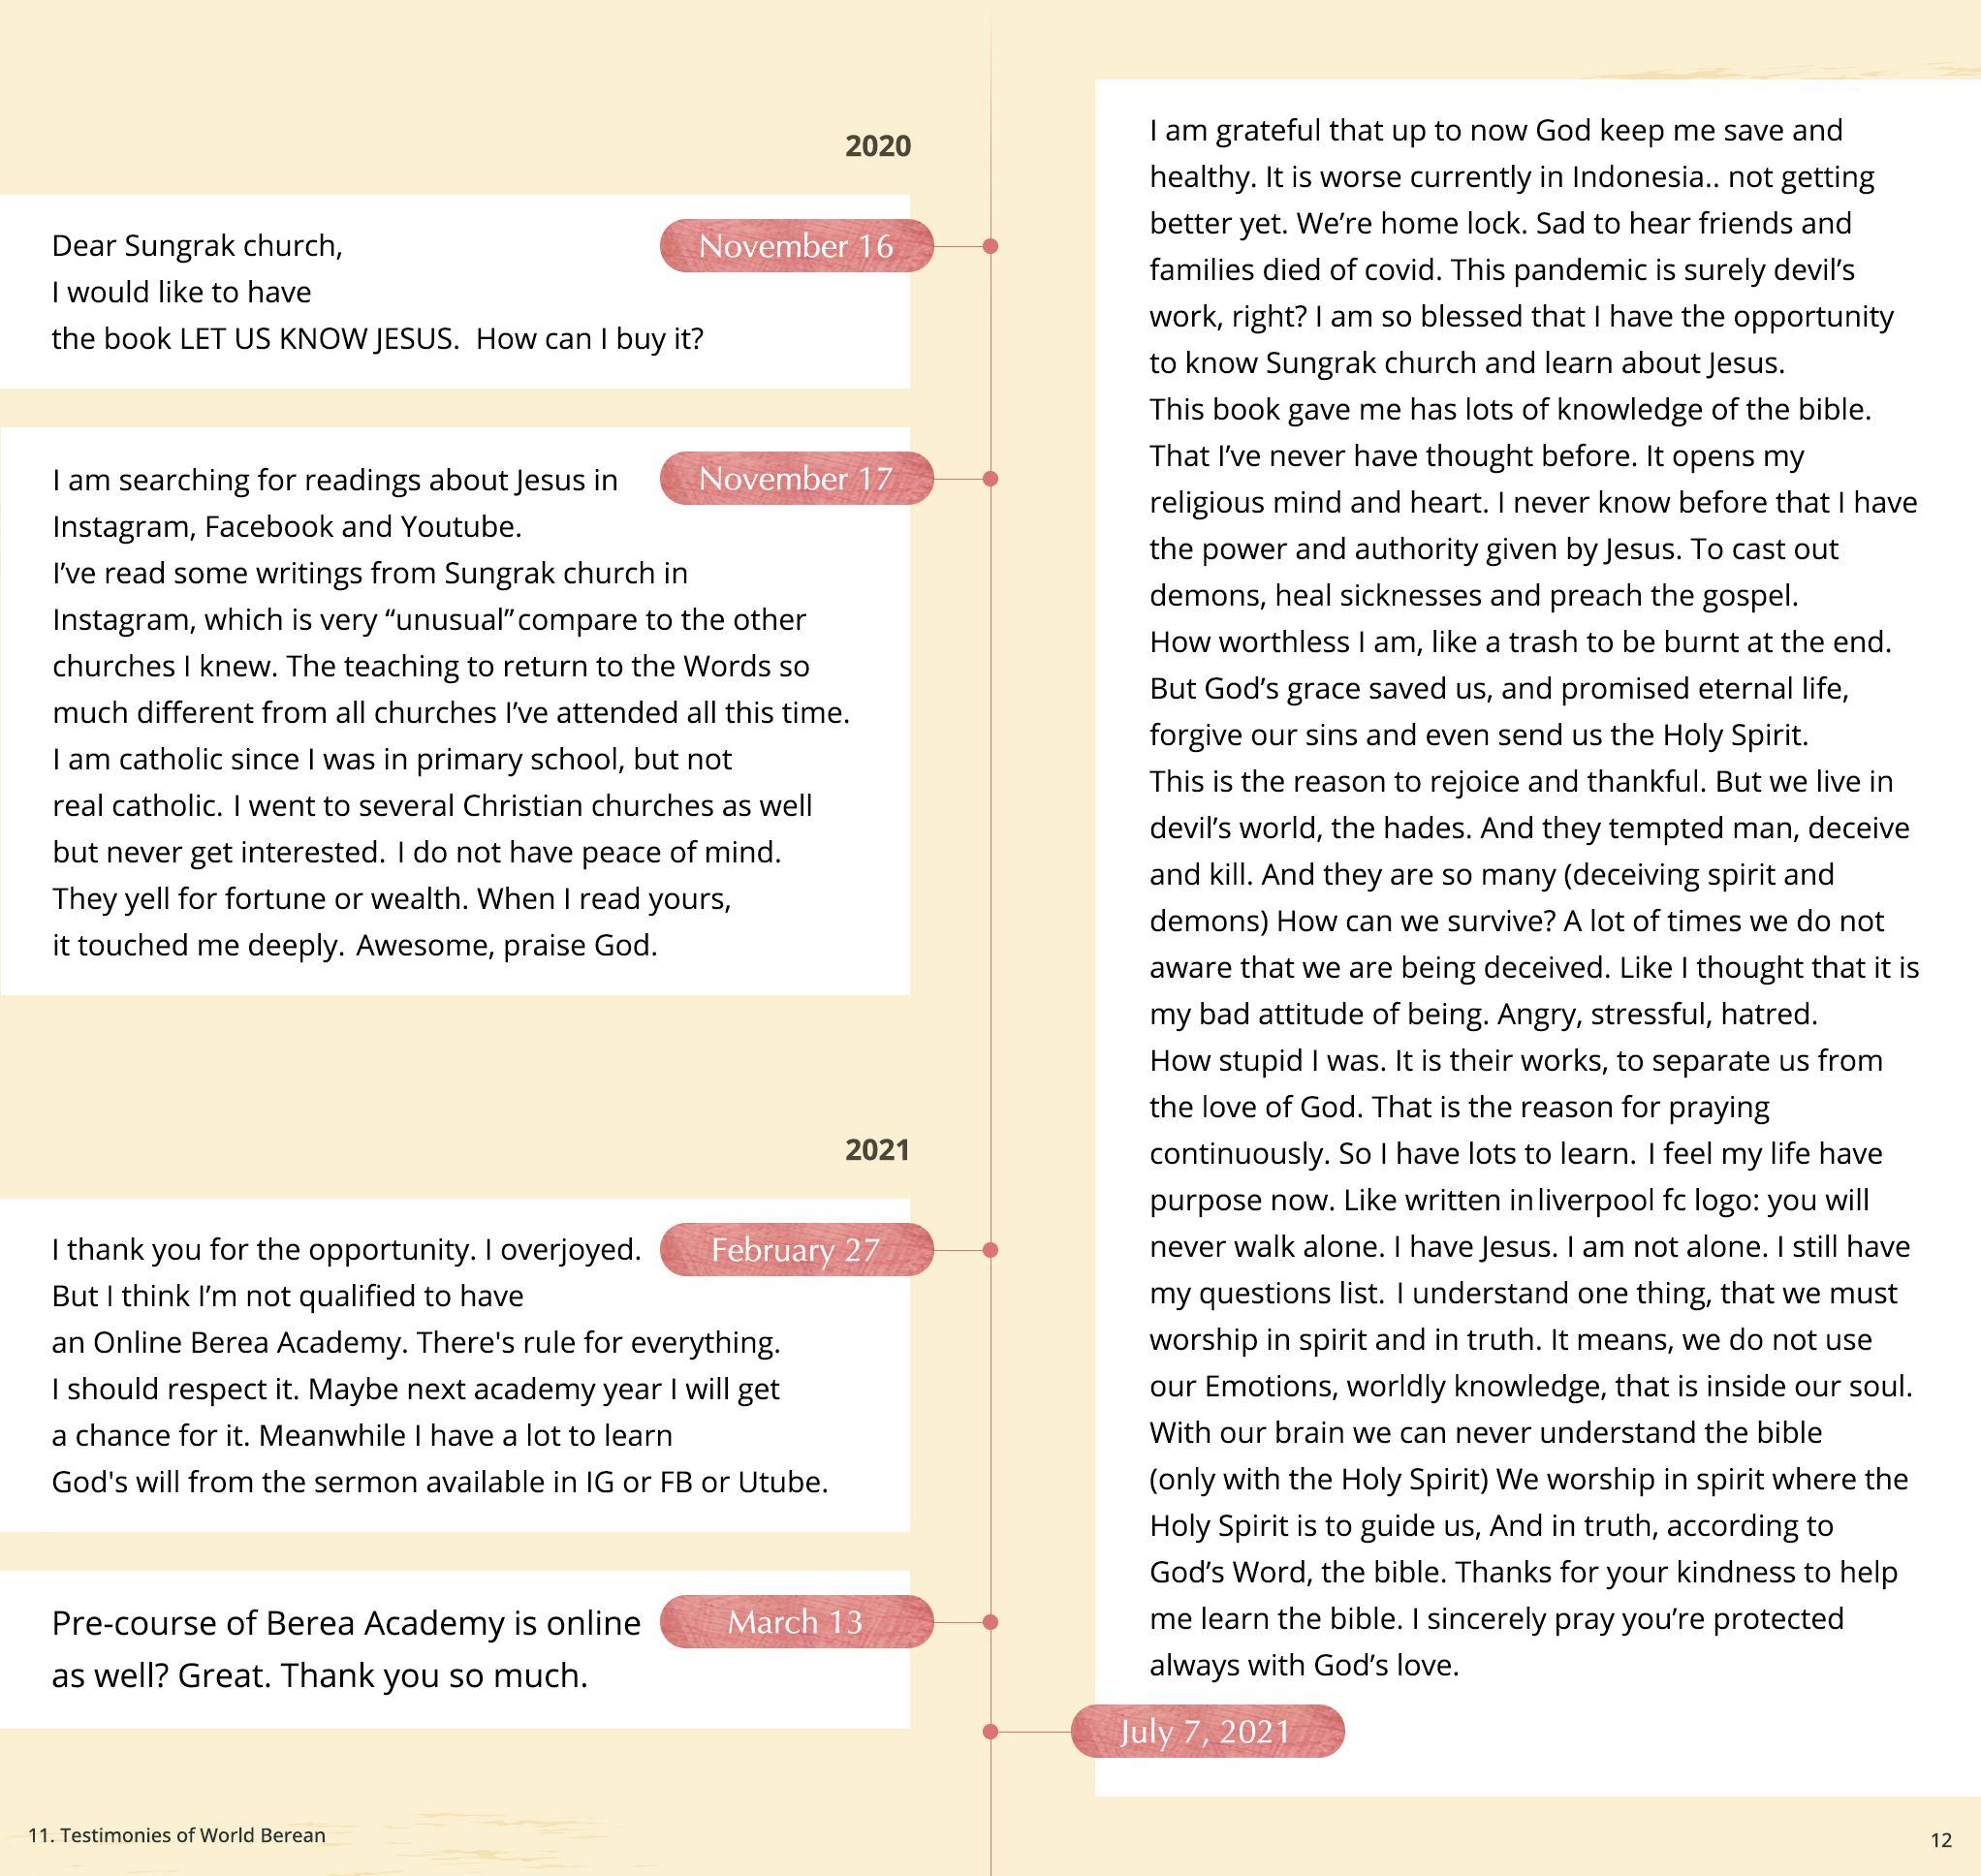 2020
November 16
Dear Sungrak church,
I would like to have
the book LET US KNOW JESUS.  How can I buy it?
November 17
I am searching for readings about Jesus in
Instagram, Facebook and Youtube.
I’ve read some writings from Sungrak church in
Instagram, which is very “unusual” compare to the other
churches I knew. The teaching to return to the Words so
much different from all churches I’ve attended all this time.
I am catholic since I was in primary school, but not
real catholic. I went to several Christian churches as well
but never get interested. I do not have peace of mind.
They yell for fortune or wealth. When I read yours,
it touched me deeply. Awesome, praise God.
2021
February 27
I thank you for the opportunity. I overjoyed.
But I think I’m not qualified to have
an Online Berea Academy. There's rule for everything.
I should respect it. Maybe next academy year I will get
a chance for it. Meanwhile I have a lot to learn
God's will from the sermon available in IG or FB or Utube.
March 13
Pre-course of Berea Academy is online
as well? Great. Thank you so much.
11. Testimonies of World Berean
I am grateful that up to now God keep me save and
healthy. It is worse currently in Indonesia.. not getting
better yet. We’re home lock. Sad to hear friends and
families died of covid. This pandemic is surely devil’s
work, right? I am so blessed that I have the opportunity
to know Sungrak church and learn about Jesus.
This book gave me has lots of knowledge of the bible.
That I’ve never have thought before. It opens my
religious mind and heart. I never know before that I have
the power and authority given by Jesus. To cast out
demons, heal sicknesses and preach the gospel.
How worthless I am, like a trash to be burnt at the end.
But God’s grace saved us, and promised eternal life,
forgive our sins and even send us the Holy Spirit.
This is the reason to rejoice and thankful. But we live in
devil’s world, the hades. And they tempted man, deceive
and kill. And they are so many (deceiving spirit and
demons) How can we survive? A lot of times we do not
aware that we are being deceived. Like I thought that it is
my bad attitude of being. Angry, stressful, hatred.
How stupid I was. It is their works, to separate us from
the love of God. That is the reason for praying
continuously. So I have lots to learn. I feel my life have
purpose now. Like written in liverpool fc logo: you will
never walk alone. I have Jesus. I am not alone. I still have
my questions list. I understand one thing, that we must
worship in spirit and in truth. It means, we do not use
our Emotions, worldly knowledge, that is inside our soul.
With our brain we can never understand the bible
(only with the Holy Spirit) We worship in spirit where the
Holy Spirit is to guide us, And in truth, according to
God’s Word, the bible. Thanks for your kindness to help
me learn the bible. I sincerely pray you’re protected
always with God’s love.
July 7, 2021
12